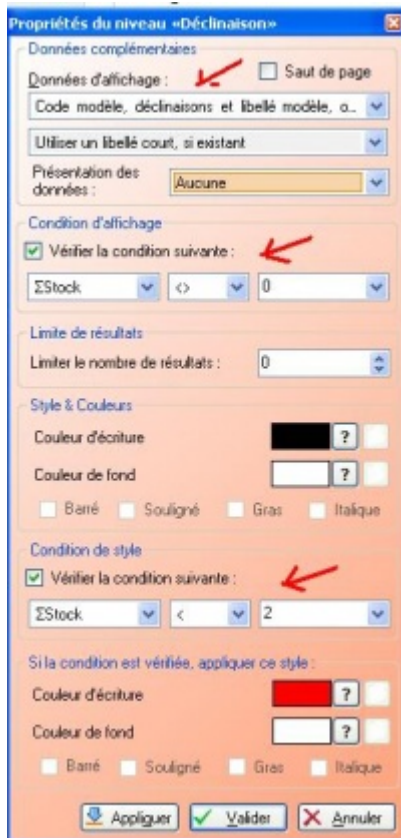 Propriétés du niveau «Déclinaison»
Données complémentaires
Données d'affichage :
Saut de page
Code modèle, déclinaisons et libellé modèle, o...
Utiliser un libellé court, si existant
Présentation des données :
Aucune
Condition d'affichage
Vérifier la condition suivante :
ΣStock <> 0
Limite de résultats
Limiter le nombre de résultats : 0
Style & Couleurs
Couleur d'écriture ?
Couleur de fond ?
Barré Souligné Gras Italique
Condition de style
Vérifier la condition suivante :
ΣStock < 2
Si la condition est vérifiée, appliquer ce style :
Couleur d'écriture ?
Couleur de fond ?
Barré Souligné Gras Italique
Appliquer Valider Annuler